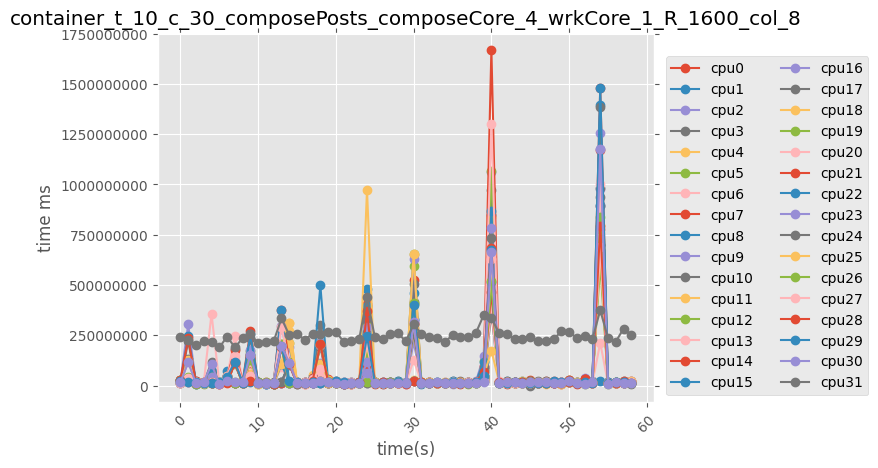 container_t_10_c_30_composePosts_composeCore_4_wrkCore_1_R_1600_col_8
1750000000
1500000000
1250000000
1000000000
750000000
500000000
250000000
0
time ms
0 10 20 30 40 50 60
time(s)
cpu0 cpu16
cpu1 cpu17
cpu2 cpu18
cpu3 cpu19
cpu4 cpu20
cpu5 cpu21
cpu6 cpu22
cpu7 cpu23
cpu8 cpu24
cpu9 cpu25
cpu10 cpu26
cpu11 cpu27
cpu12 cpu28
cpu13 cpu29
cpu14 cpu30
cpu15 cpu31